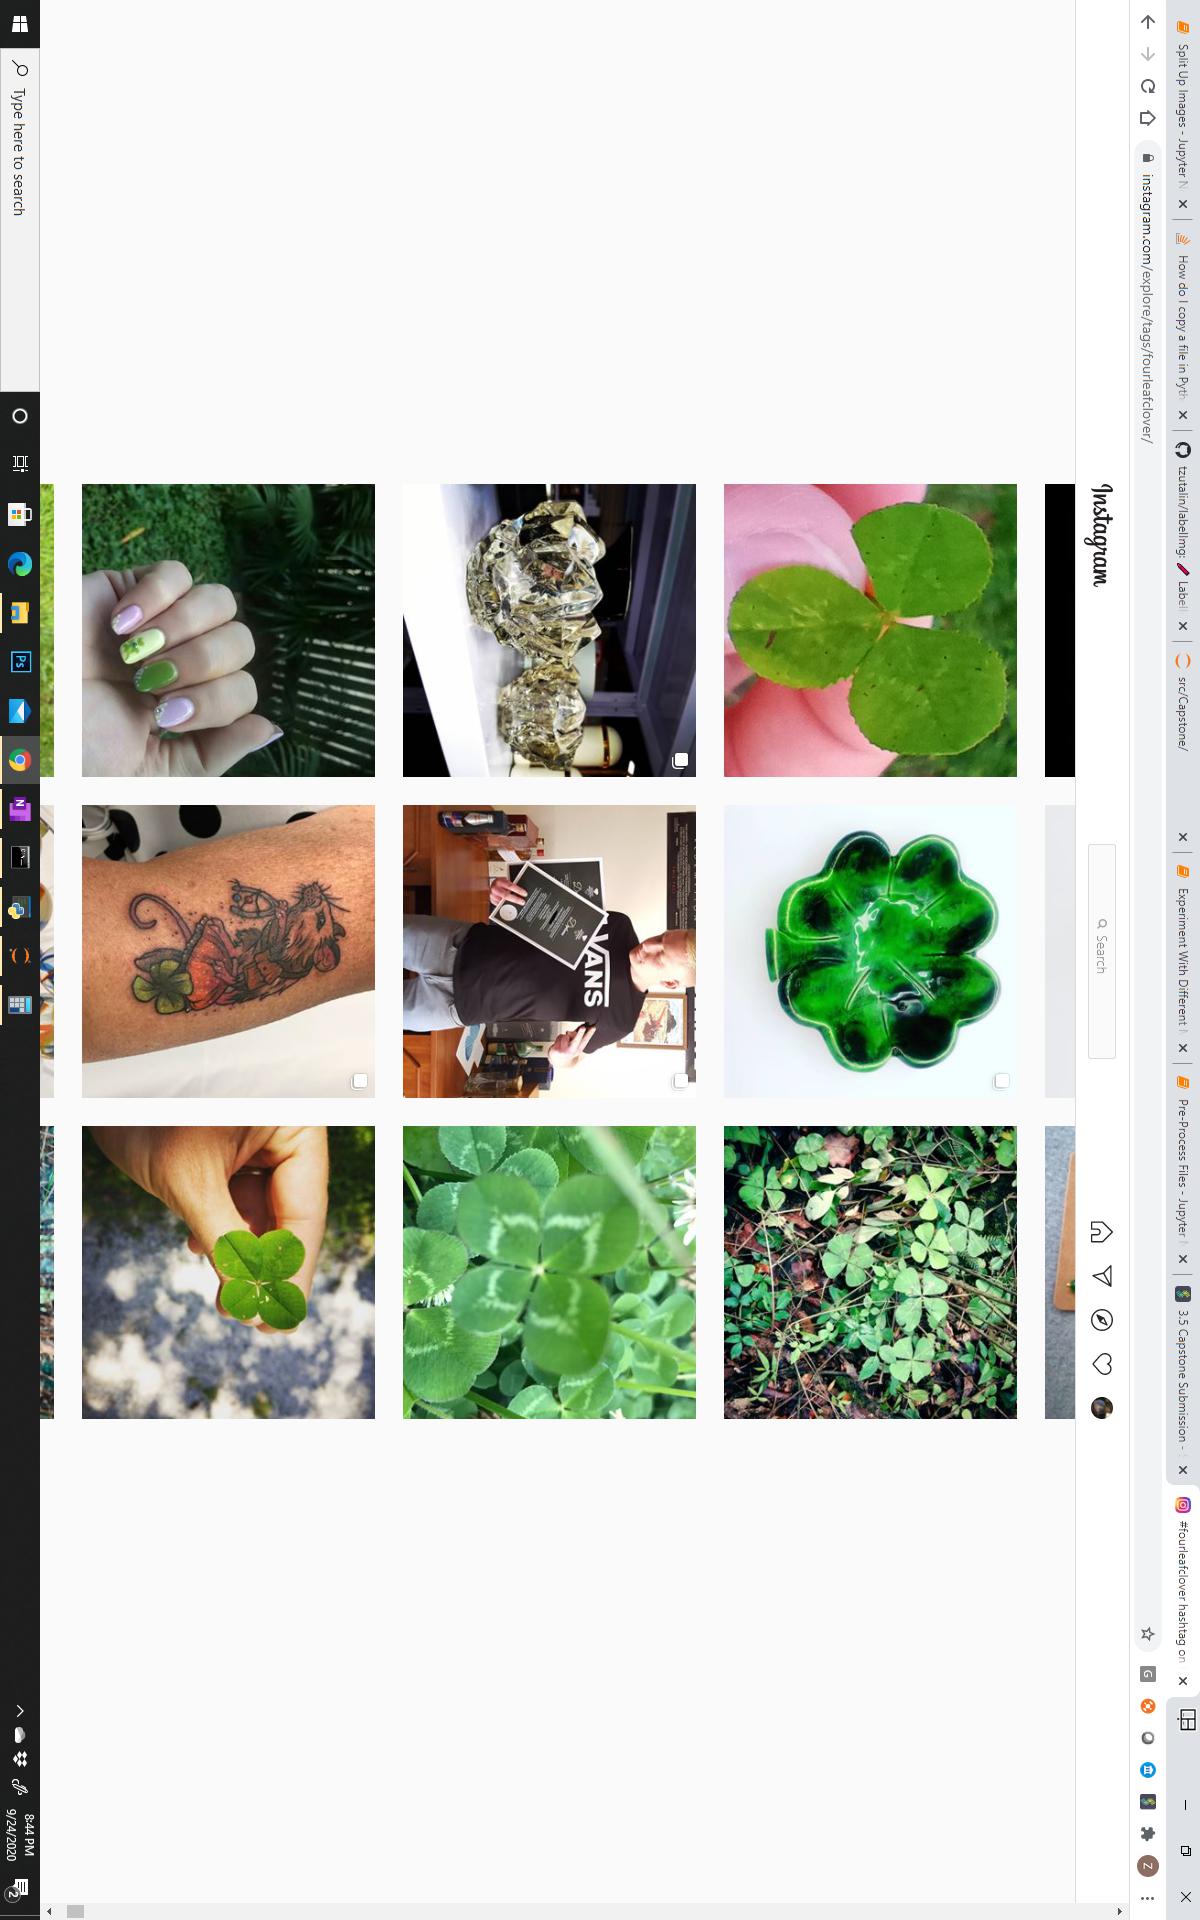 Split Up Images - Jupyter N
How do I copy a file in Pyth
tzutalin/labelImg: Label
src/Capstone/
Experiment With Different
Pre-Process Files - Jupyter
3.5 Capstone Submission -
#fourleafclover hashtag on
instagram.com/explore/tags/fourleafclover/
G
Z
Instagram
Search
VANS
Type here to search
Ps
N
8:44 PM
9/24/2020
2